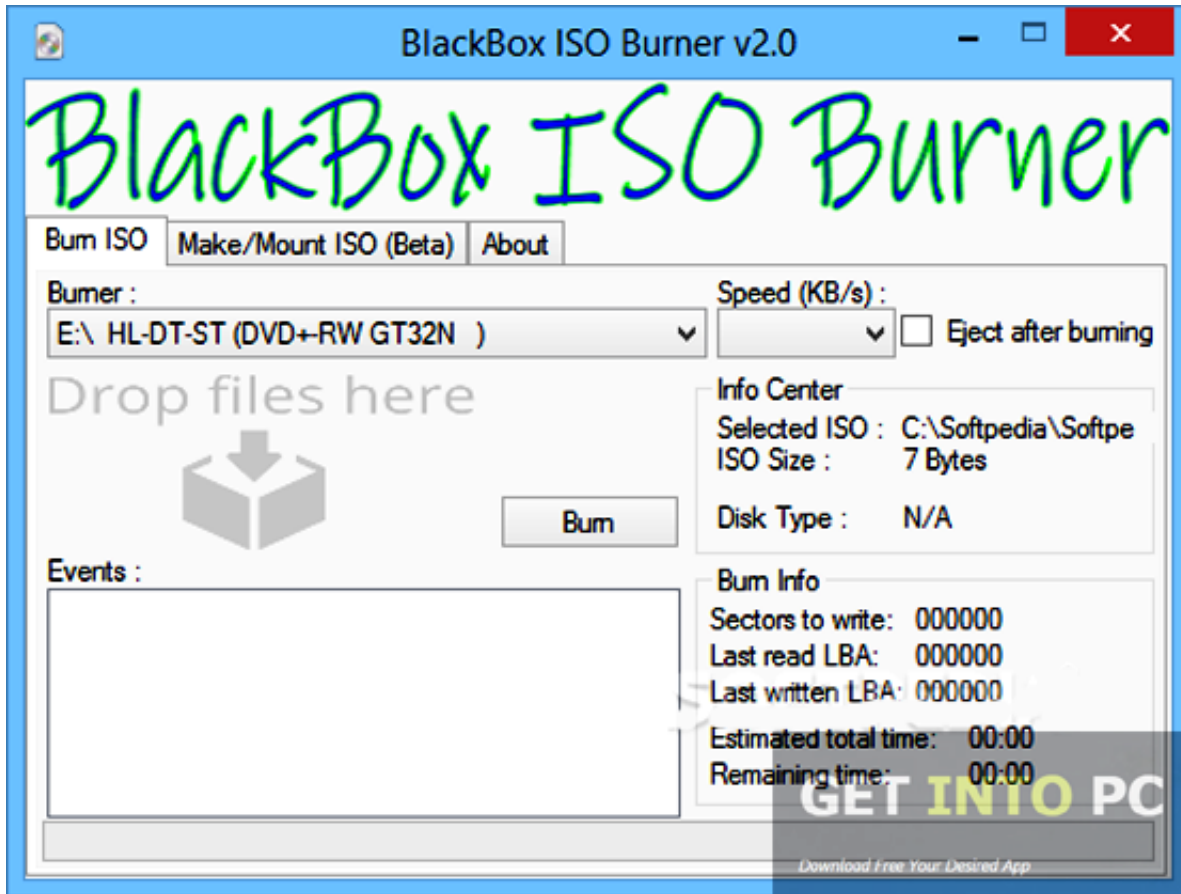 BlackBox ISO Burner v2.0
BlackBox ISO Burner
Burn ISO
Make/Mount ISO (Beta)
About
Burner :
Speed (KB/s) :
E:\ HL-DT-ST (DVD+-RW GT32N )
Eject after burning
Drop files here
Burn
Info Center
Selected ISO : C:\Softpedia\Softpe
ISO Size : 7 Bytes
Disk Type : N/A
Events :
Burn Info
Sectors to write: 000000
Last read LBA: 000000
Last written LBA: 000000
Estimated total time: 00:00
Remaining time: 00:00
GET INTO PC
Download Free Your Desired App